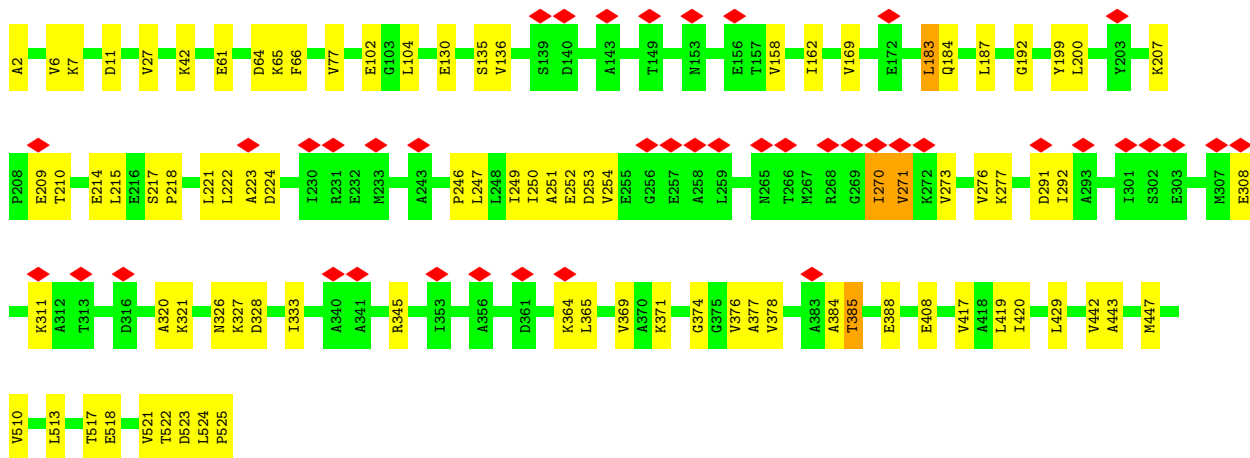 A2 V6 K7 D11 V27 K42 E61 D64 K65 F66 V77 E102 G103 L104 E130 S135 V136 S139 D140 A143 T149 N153 E156 T157 V158 I162 V169 E172 L183 Q184 L187 G192 Y199 L200 Y203 K207
P208 E209 T210 E214 L215 E216 S217 P218 L221 L222 A223 D224 I230 R231 E232 M233 A243 P246 L247 L248 I249 I250 A251 E252 D253 V254 E255 G256 E257 A258 L259 N265 T266 M267 R268 G269 I270 V271 K272 V273 V276 K277 D291 I292 A293 I301 S302 E303 M307 E308
K311 A312 T313 D316 A320 K321 N326 K327 D328 I333 A340 A341 R345 I353 A356 D361 K364 L365 V369 A370 K371 G374 G375 V376 A377 V378 A383 A384 T385 E388 E408 V417 A418 L419 I420 L429 V442 A443 M447
V510 L513 T517 E518 V521 T522 D523 L524 P525